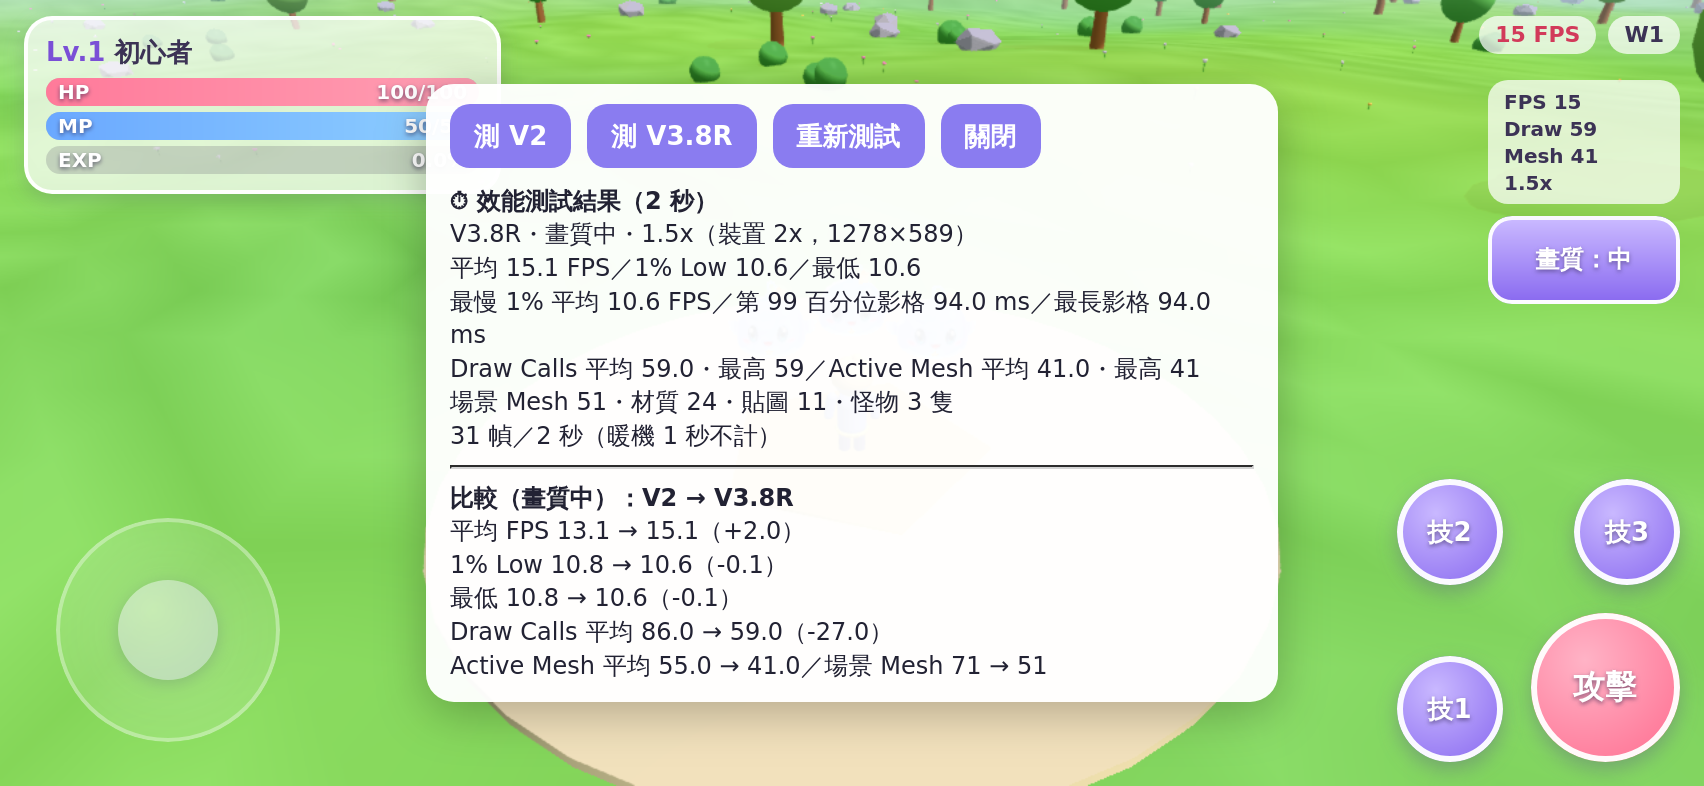 Lv.1 初心者
HP 100/1
MP 50
EXP 0
15 FPS
W1
FPS 15
Draw 59
Mesh 41
1.5x
畫質：中
測 V2
測 V3.8R
重新測試
關閉
⏱ 效能測試結果（2 秒）
V3.8R・畫質中・1.5x（裝置 2x，1278×589）
平均 15.1 FPS／1% Low 10.6／最低 10.6
最慢 1% 平均 10.6 FPS／第 99 百分位影格 94.0 ms／最長影格 94.0
ms
Draw Calls 平均 59.0・最高 59／Active Mesh 平均 41.0・最高 41
場景 Mesh 51・材質 24・貼圖 11・怪物 3 隻
31 幀／2 秒（暖機 1 秒不計）
比較（畫質中）：V2 → V3.8R
平均 FPS 13.1 → 15.1（+2.0）
1% Low 10.8 → 10.6（-0.1）
最低 10.8 → 10.6（-0.1）
Draw Calls 平均 86.0 → 59.0（-27.0）
Active Mesh 平均 55.0 → 41.0／場景 Mesh 71 → 51
技2
技3
技1
攻擊